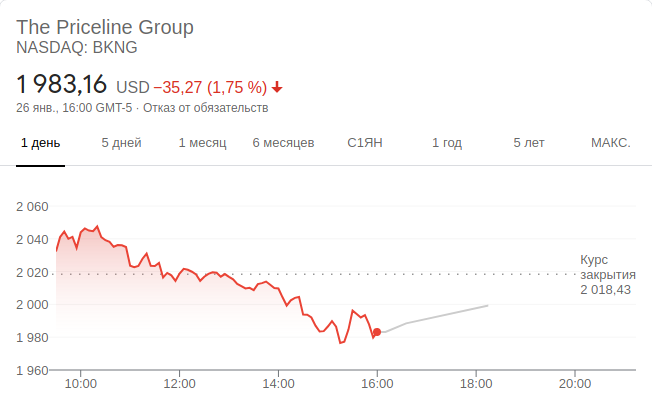 The Priceline Group
NASDAQ: BKNG
1 983,16 USD −35,27 (1,75 %)
26 янв., 16:00 GMT-5 · Отказ от обязательств
1 день 5 дней 1 месяц 6 месяцев С1ЯН 1 год 5 лет МАКС.
2 060
2 040
2 020
2 000
1 980
1 960
Курс
закрытия
2 018,43
10:00 12:00 14:00 16:00 18:00 20:00